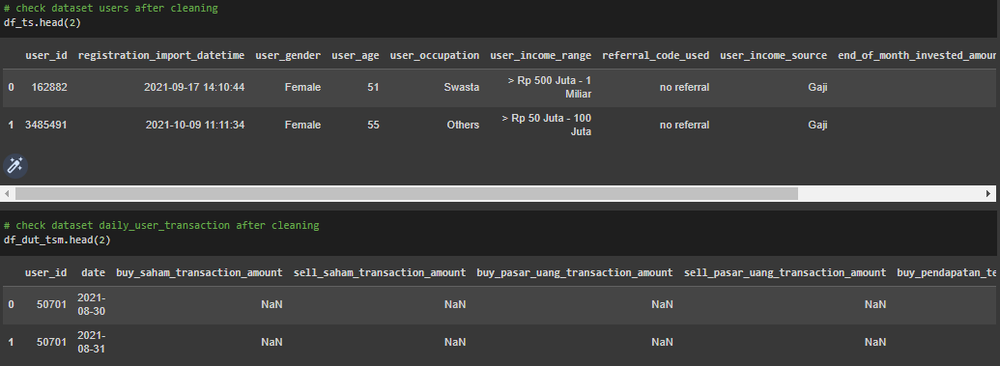 # check dataset users after cleaning
df_ts.head(2)
user_id registration_import_datetime user_gender user_age user_occupation user_income_range referral_code_used user_income_source end_of_month_invested_amour
0 162882 2021-09-17 14:10:44 Female 51 Swasta > Rp 500 Juta - 1 Miliar no referral Gaji
1 3485491 2021-10-09 11:11:34 Female 55 Others > Rp 50 Juta - 100 Juta no referral Gaji
# check dataset daily_user_transaction after cleaning
df_dut_tsm.head(2)
user_id date buy_saham_transaction_amount sell_saham_transaction_amount buy_pasar_uang_transaction_amount sell_pasar_uang_transaction_amount buy_pendapatan_te
0 50701 2021-08-30 NaN NaN NaN NaN
1 50701 2021-08-31 NaN NaN NaN NaN